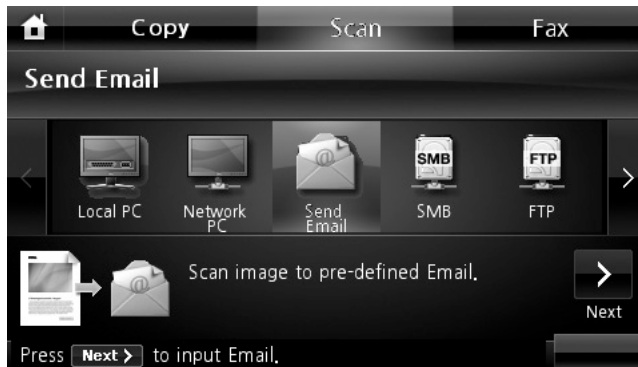 Copy Scan Fax
Send Email
Local PC Network PC Send Email SMB SMB FTP FTP
Scan image to pre-defined Email.
Next
Press Next > to input Email.